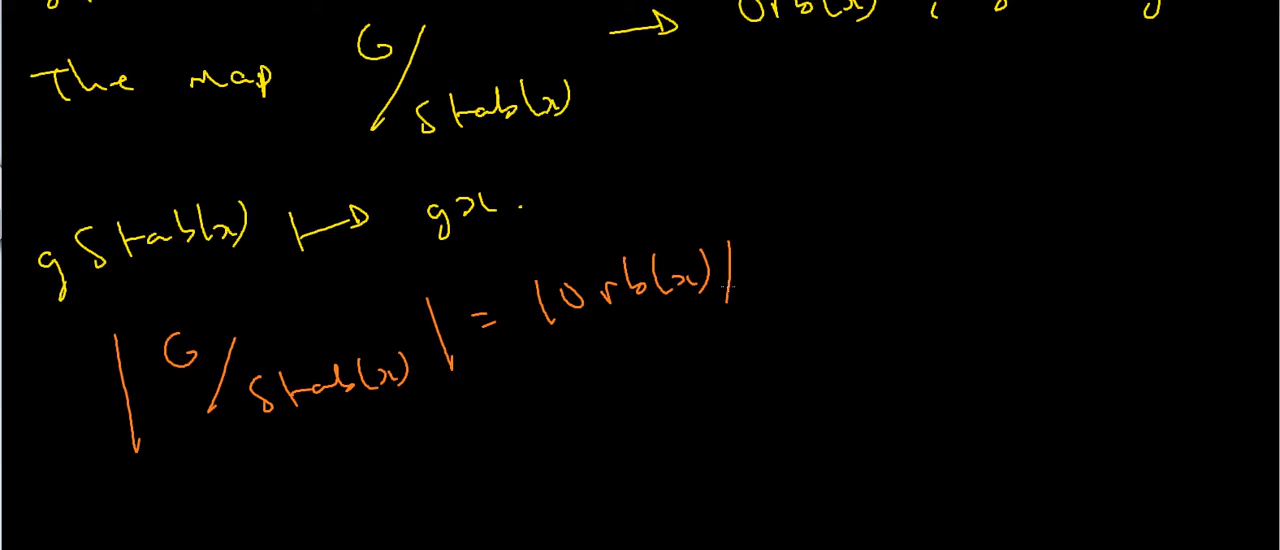 The map G/Stab(x) → Orb(x)
gStab(x) ↦ gx.
|G/Stab(x)| = |Orb(x)|